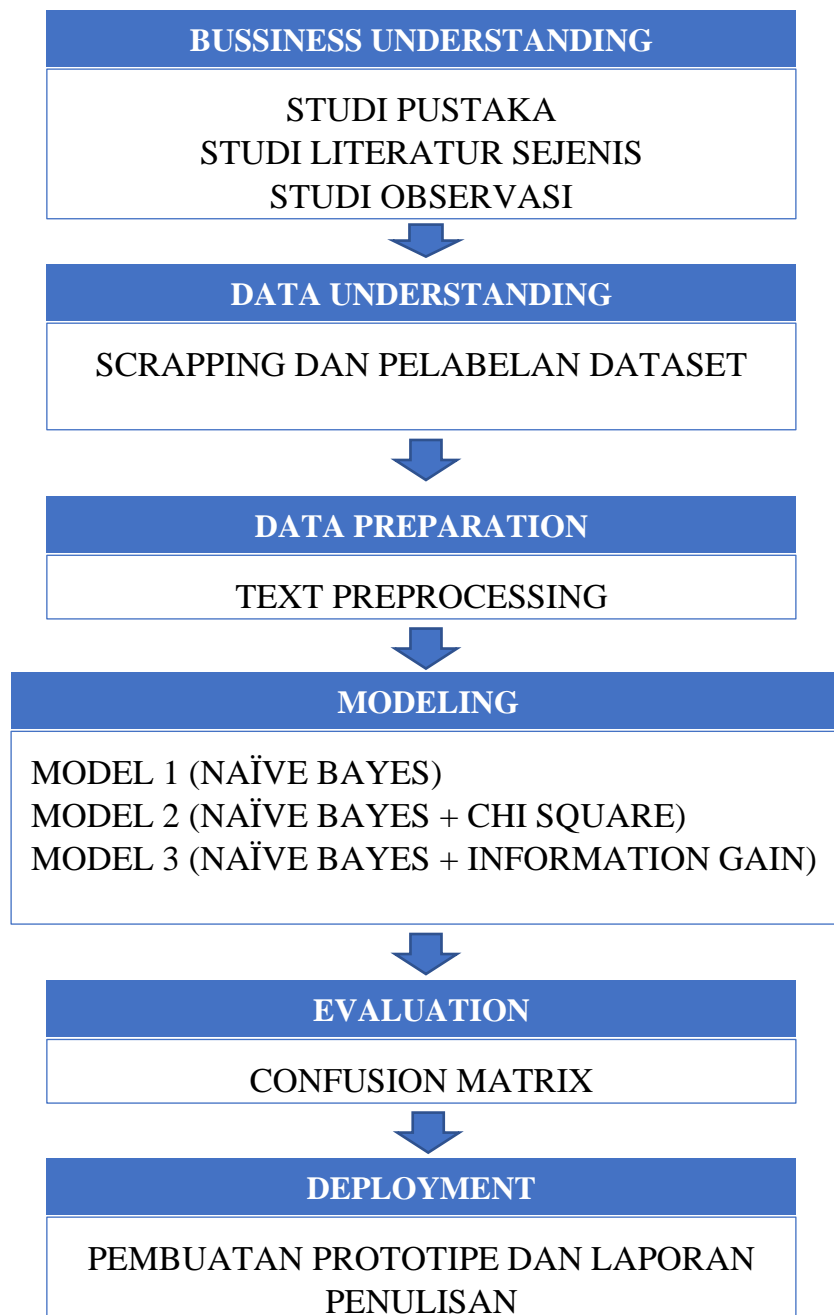 BUSSINESS UNDERSTANDING
STUDI PUSTAKA
STUDI LITERATUR SEJENIS
STUDI OBSERVASI
DATA UNDERSTANDING
SCRAPPING DAN PELABELAN DATASET
DATA PREPARATION
TEXT PREPROCESSING
MODELING
MODEL 1 (NAÏVE BAYES)
MODEL 2 (NAÏVE BAYES + CHI SQUARE)
MODEL 3 (NAÏVE BAYES + INFORMATION GAIN)
EVALUATION
CONFUSION MATRIX
DEPLOYMENT
PEMBUATAN PROTOTIPE DAN LAPORAN
PENULISAN